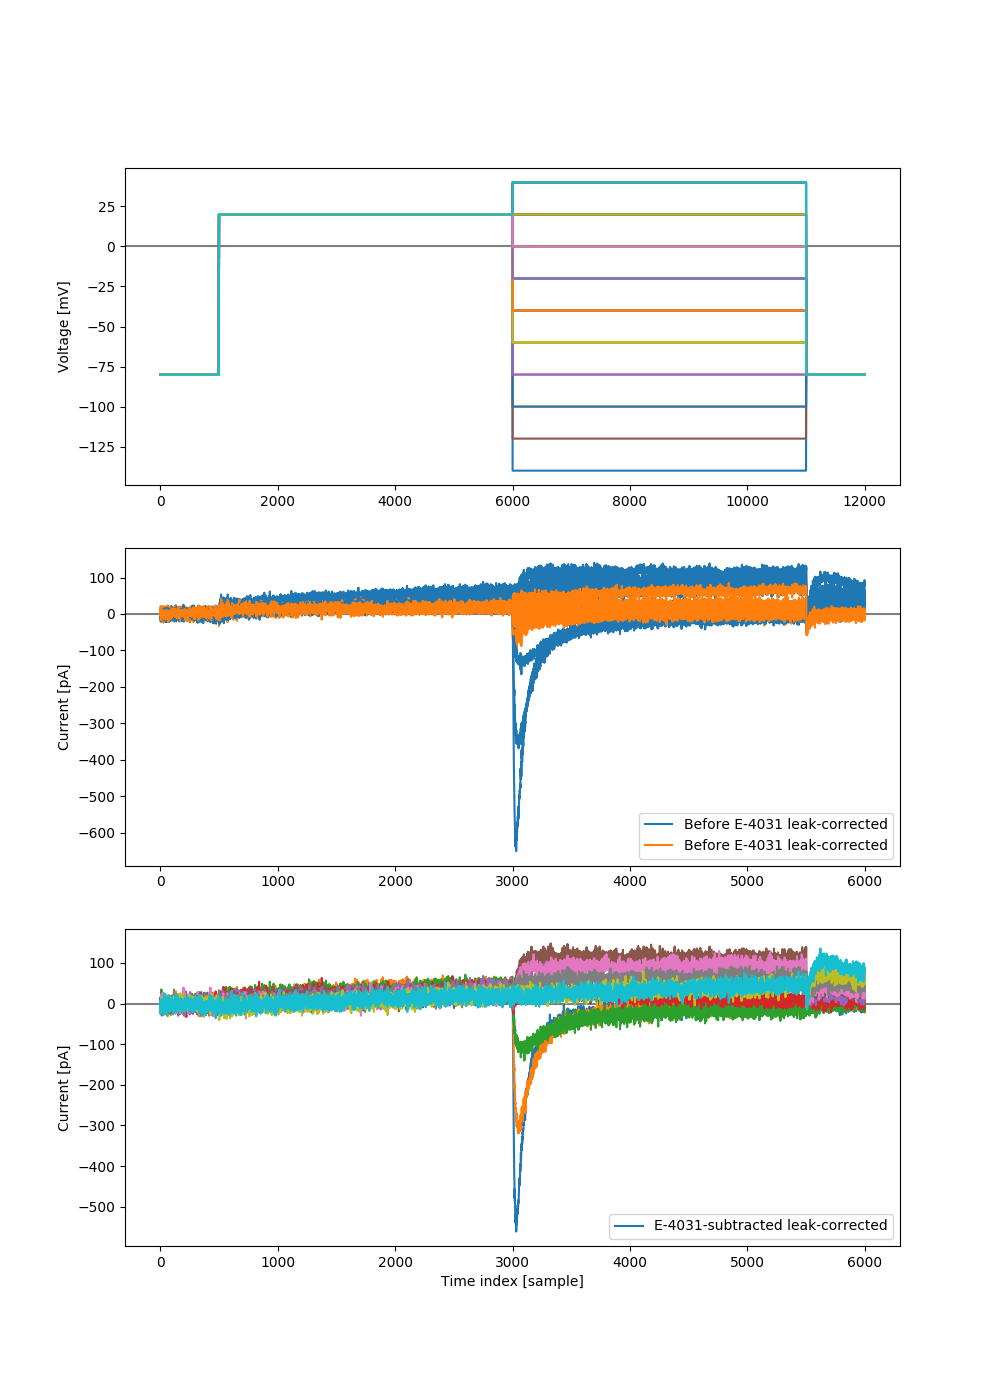 Voltage [mV]
25
0
−25
−50
−75
−100
−125
0 2000 4000 6000 8000 10000 12000
Current [pA]
100
0
−100
−200
−300
−400
−500
−600
Before E-4031 leak-corrected
Before E-4031 leak-corrected
0 1000 2000 3000 4000 5000 6000
Current [pA]
100
0
−100
−200
−300
−400
−500
E-4031-subtracted leak-corrected
0 1000 2000 3000 4000 5000 6000
Time index [sample]